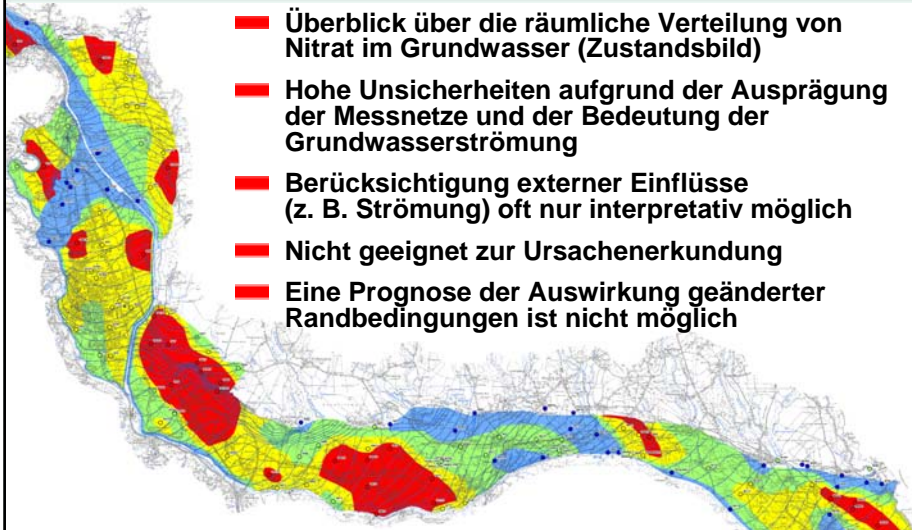 Überblick über die räumliche Verteilung von
Nitrat im Grundwasser (Zustandsbild)
Hohe Unsicherheiten aufgrund der Ausprägung
der Messnetze und der Bedeutung der
Grundwasserströmung
Berücksichtigung externer Einflüsse
(z. B. Strömung) oft nur interpretativ möglich
Nicht geeignet zur Ursachenerkundung
Eine Prognose der Auswirkung geänderter
Randbedingungen ist nicht möglich